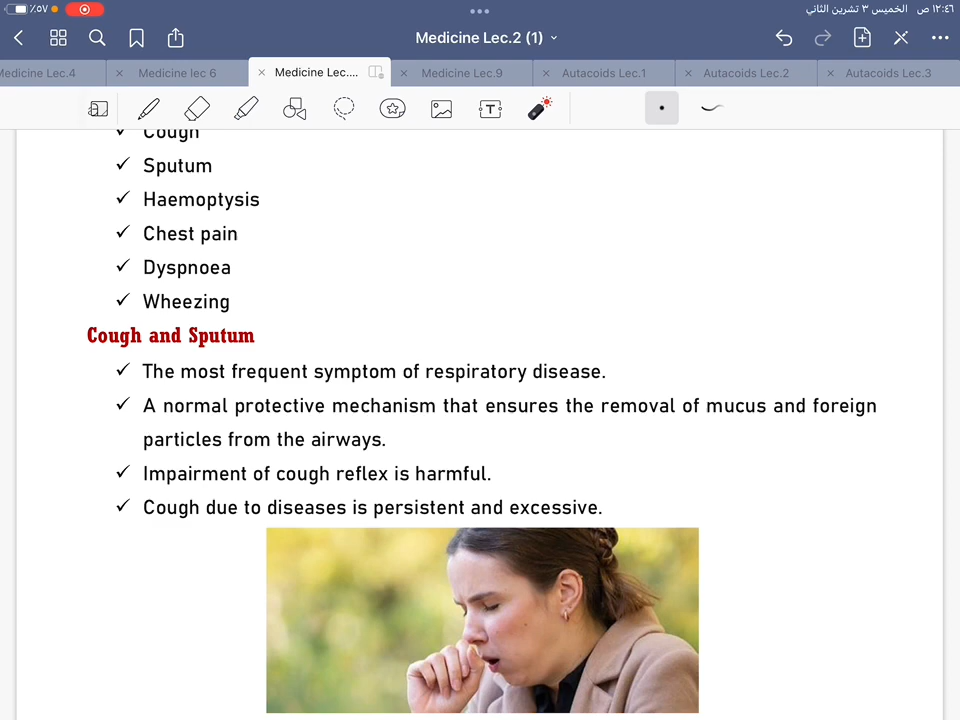 ٪٥٧
١٢:٤٦ ص الخميس ٣ تشرين الثاني
Medicine Lec.2 (1)
Medicine Lec.4
Medicine lec 6
Medicine Lec....
Medicine Lec.9
Autacoids Lec.1
Autacoids Lec.2
Autacoids Lec.3
T
✓ Cough
✓ Sputum
✓ Haemoptysis
✓ Chest pain
✓ Dyspnoea
✓ Wheezing
Cough and Sputum
✓ The most frequent symptom of respiratory disease.
✓ A normal protective mechanism that ensures the removal of mucus and foreign
particles from the airways.
✓ Impairment of cough reflex is harmful.
✓ Cough due to diseases is persistent and excessive.